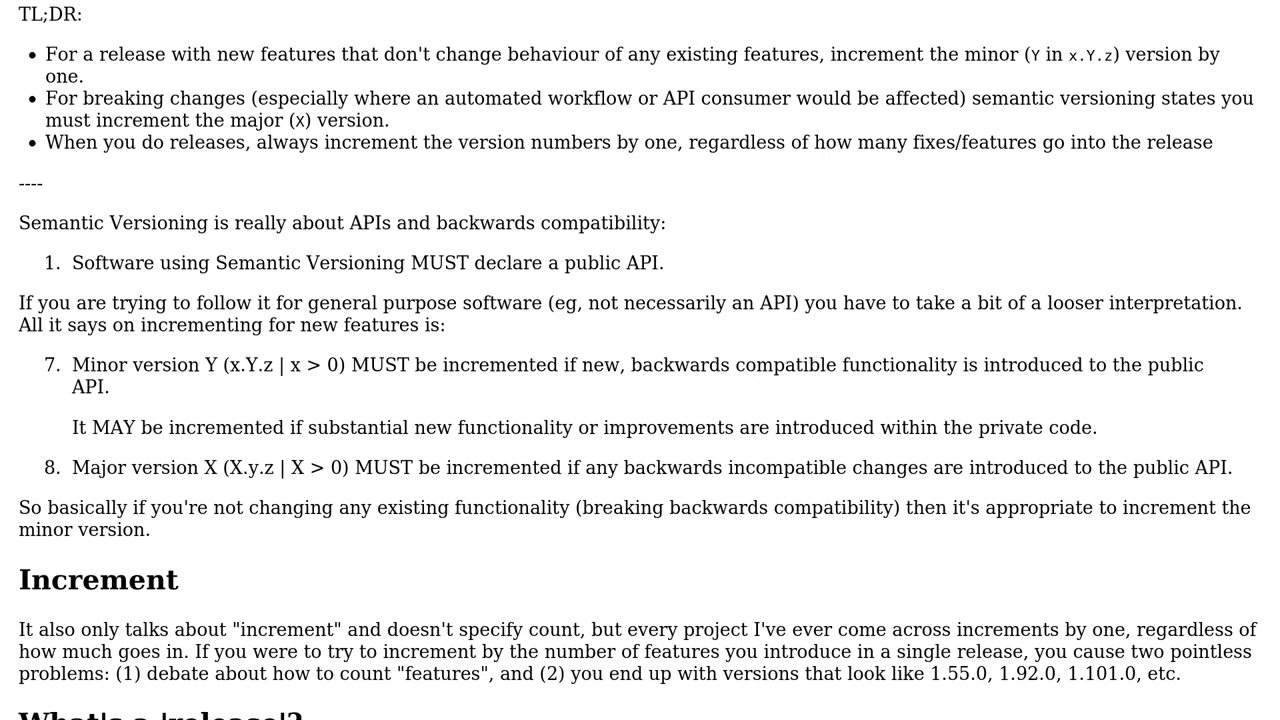 TL;DR:
• For a release with new features that don't change behaviour of any existing features, increment the minor (Y in x.Y.z) version by
one.
• For breaking changes (especially where an automated workflow or API consumer would be affected) semantic versioning states you
must increment the major (X) version.
• When you do releases, always increment the version numbers by one, regardless of how many fixes/features go into the release
----
Semantic Versioning is really about APIs and backwards compatibility:
1. Software using Semantic Versioning MUST declare a public API.
If you are trying to follow it for general purpose software (eg, not necessarily an API) you have to take a bit of a looser interpretation.
All it says on incrementing for new features is:
7. Minor version Y (x.Y.z | x > 0) MUST be incremented if new, backwards compatible functionality is introduced to the public
API.
It MAY be incremented if substantial new functionality or improvements are introduced within the private code.
8. Major version X (X.y.z | X > 0) MUST be incremented if any backwards incompatible changes are introduced to the public API.
So basically if you're not changing any existing functionality (breaking backwards compatibility) then it's appropriate to increment the
minor version.
Increment
It also only talks about "increment" and doesn't specify count, but every project I've ever come across increments by one, regardless of
how much goes in. If you were to try to increment by the number of features you introduce in a single release, you cause two pointless
problems: (1) debate about how to count "features", and (2) you end up with versions that look like 1.55.0, 1.92.0, 1.101.0, etc.
What's a 'release'?